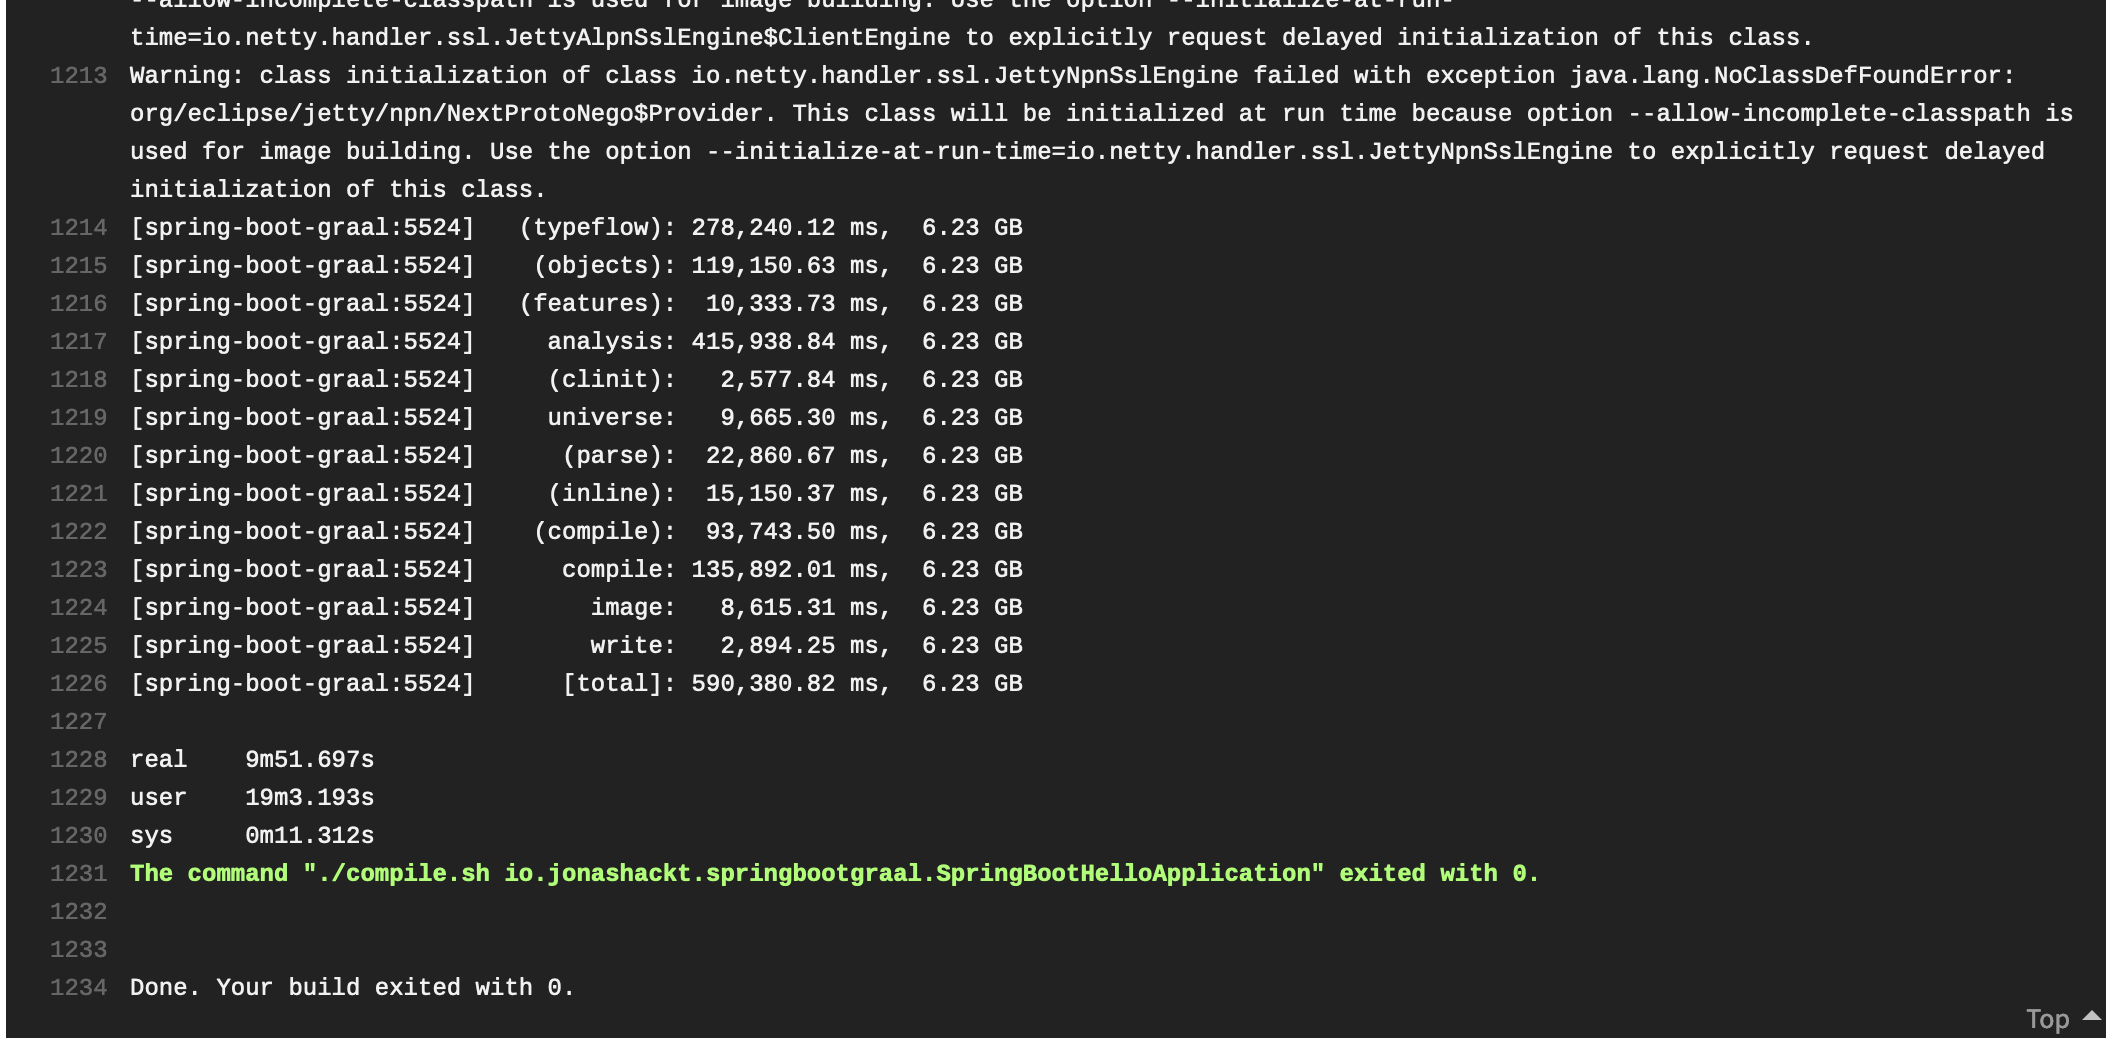 --allow-incomplete-classpath is used for image building. Use the option --initialize-at-run-
time=io.netty.handler.ssl.JettyAlpnSslEngine$ClientEngine to explicitly request delayed initialization of this class.
1213 Warning: class initialization of class io.netty.handler.ssl.JettyNpnSslEngine failed with exception java.lang.NoClassDefFoundError:
org/eclipse/jetty/npn/NextProtoNego$Provider. This class will be initialized at run time because option --allow-incomplete-classpath is
used for image building. Use the option --initialize-at-run-time=io.netty.handler.ssl.JettyNpnSslEngine to explicitly request delayed
initialization of this class.
1214 [spring-boot-graal:5524]   (typeflow): 278,240.12 ms,  6.23 GB
1215 [spring-boot-graal:5524]    (objects): 119,150.63 ms,  6.23 GB
1216 [spring-boot-graal:5524]   (features):  10,333.73 ms,  6.23 GB
1217 [spring-boot-graal:5524]     analysis: 415,938.84 ms,  6.23 GB
1218 [spring-boot-graal:5524]     (clinit):   2,577.84 ms,  6.23 GB
1219 [spring-boot-graal:5524]     universe:   9,665.30 ms,  6.23 GB
1220 [spring-boot-graal:5524]      (parse):  22,860.67 ms,  6.23 GB
1221 [spring-boot-graal:5524]     (inline):  15,150.37 ms,  6.23 GB
1222 [spring-boot-graal:5524]    (compile):  93,743.50 ms,  6.23 GB
1223 [spring-boot-graal:5524]      compile: 135,892.01 ms,  6.23 GB
1224 [spring-boot-graal:5524]        image:   8,615.31 ms,  6.23 GB
1225 [spring-boot-graal:5524]        write:   2,894.25 ms,  6.23 GB
1226 [spring-boot-graal:5524]      [total]: 590,380.82 ms,  6.23 GB
1227
1228 real    9m51.697s
1229 user    19m3.193s
1230 sys     0m11.312s
1231 The command "./compile.sh io.jonashackt.springbootgraal.SpringBootHelloApplication" exited with 0.
1232
1233
1234 Done. Your build exited with 0.
Top